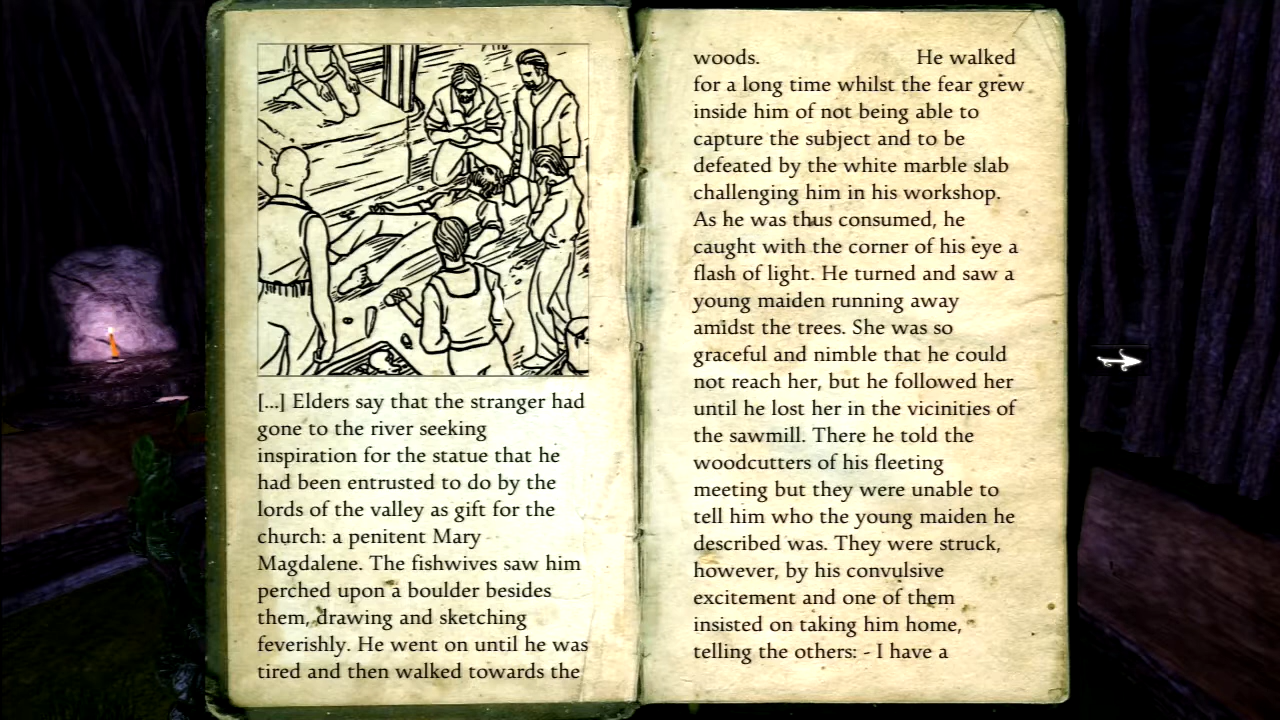 [...] Elders say that the stranger had
gone to the river seeking
inspiration for the statue that he
had been entrusted to do by the
lords of the valley as gift for the
church: a penitent Mary
Magdalene. The fishwives saw him
perched upon a boulder besides
them, drawing and sketching
feverishly. He went on until he was
tired and then walked towards the
woods. He walked
for a long time whilst the fear grew
inside him of not being able to
capture the subject and to be
defeated by the white marble slab
challenging him in his workshop.
As he was thus consumed, he
caught with the corner of his eye a
flash of light. He turned and saw a
young maiden running away
amidst the trees. She was so
graceful and nimble that he could
not reach her, but he followed her
until he lost her in the vicinities of
the sawmill. There he told the
woodcutters of his fleeting
meeting but they were unable to
tell him who the young maiden he
described was. They were struck,
however, by his convulsive
excitement and one of them
insisted on taking him home,
telling the others: - I have a